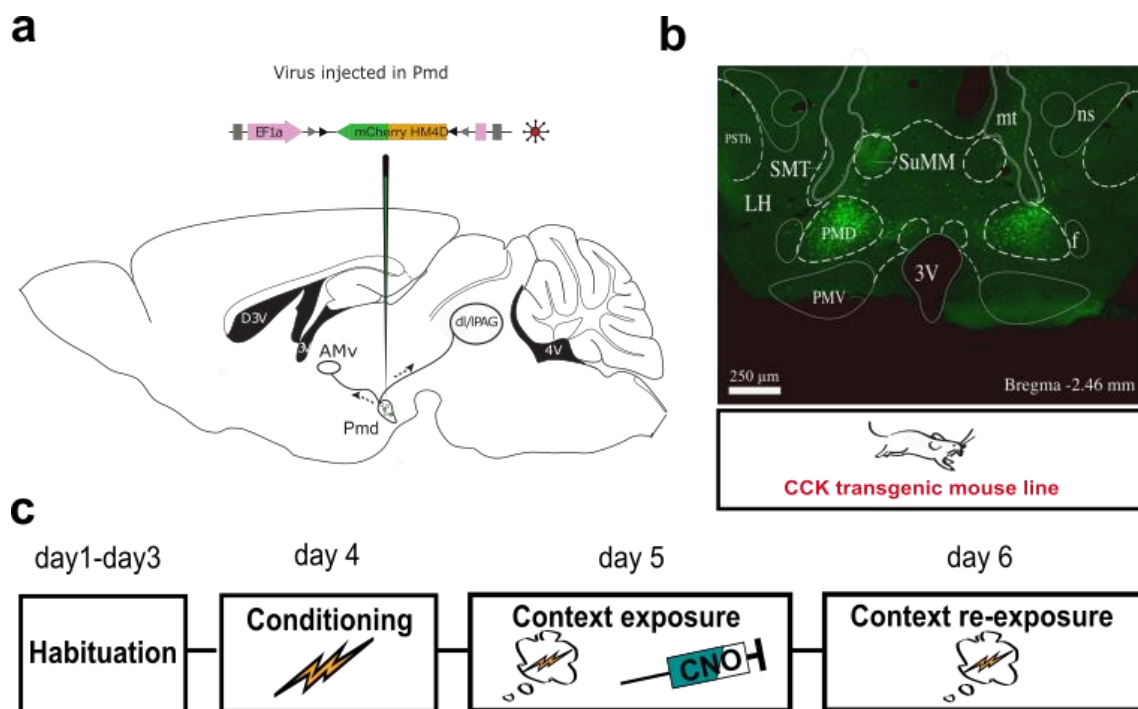 a
Virus injected in Pmd
EF1a
mCherry HM4D
D3V
AMv
dl/lPAG
4V
Pmd
b
PSTh
mt
ns
SMT
SuMM
LH
PMD
f
3V
PMV
250 µm
Bregma -2.46 mm
CCK transgenic mouse line
c
day1-day3
day 4
day 5
day 6
Habituation
Conditioning
Context exposure
CNO
Context re-exposure